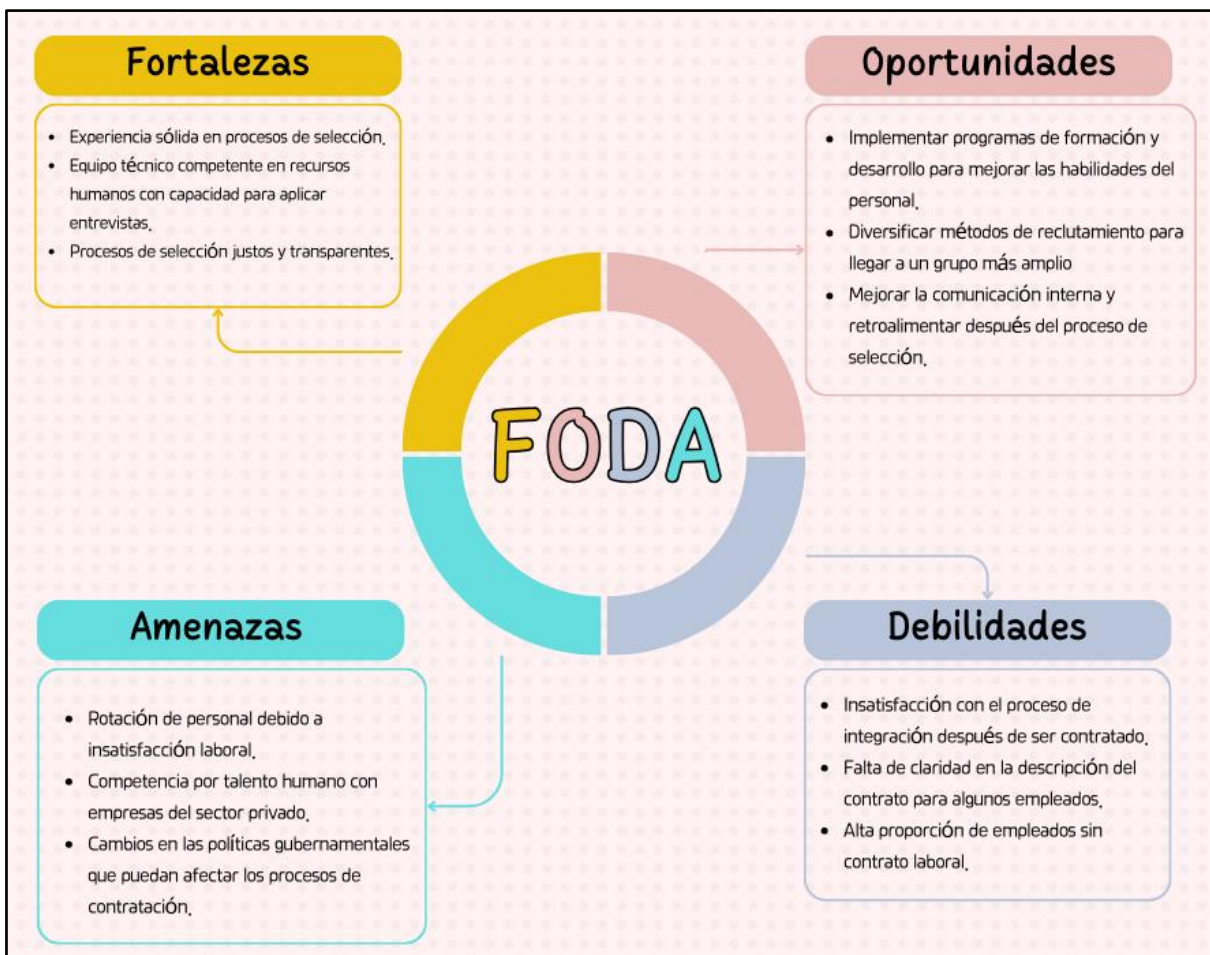 Fortalezas
• Experiencia sólida en procesos de selección.
• Equipo técnico competente en recursos
humanos con capacidad para aplicar
entrevistas.
• Procesos de selección justos y transparentes.
Oportunidades
• Implementar programas de formación y
desarrollo para mejorar las habilidades del
personal.
• Diversificar métodos de reclutamiento para
llegar a un grupo más amplio
• Mejorar la comunicación interna y
retroalimentar después del proceso de
selección.
FODA
Amenazas
• Rotación de personal debido a
insatisfacción laboral.
• Competencia por talento humano con
empresas del sector privado.
• Cambios en las políticas gubernamentales
que puedan afectar los procesos de
contratación.
Debilidades
• Insatisfacción con el proceso de
integración después de ser contratado.
• Falta de claridad en la descripción del
contrato para algunos empleados.
• Alta proporción de empleados sin
contrato laboral.